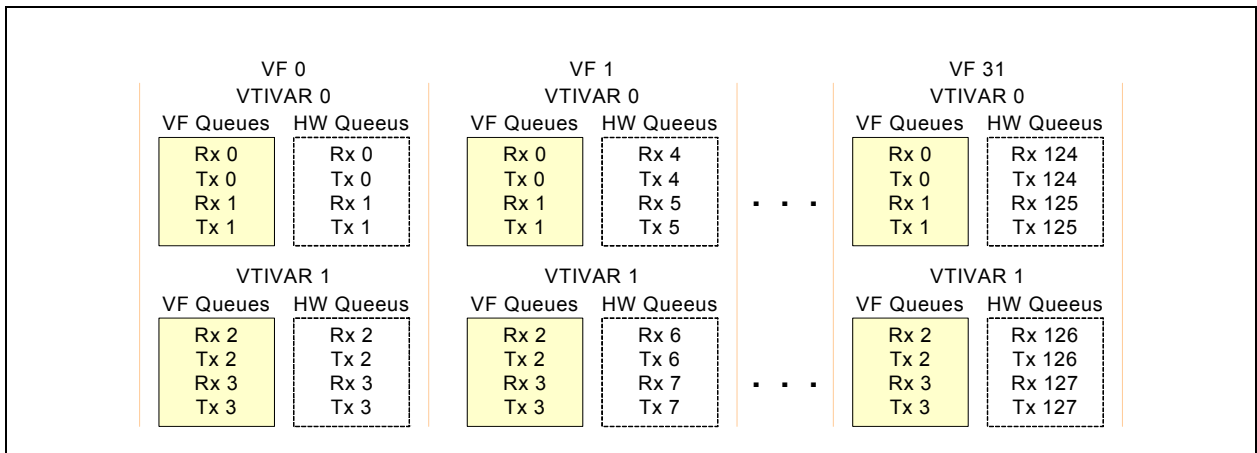 VF 0
VTIVAR 0
VF Queues HW Queeus
Rx 0 Rx 0
Tx 0 Tx 0
Rx 1 Rx 1
Tx 1 Tx 1
VTIVAR 1
VF Queues HW Queeus
Rx 2 Rx 2
Tx 2 Tx 2
Rx 3 Rx 3
Tx 3 Tx 3
VF 1
VTIVAR 0
VF Queues HW Queeus
Rx 0 Rx 4
Tx 0 Tx 4
Rx 1 Rx 5
Tx 1 Tx 5
VTIVAR 1
VF Queues HW Queeus
Rx 2 Rx 6
Tx 2 Tx 6
Rx 3 Rx 7
Tx 3 Tx 7
. . .
. . .
VF 31
VTIVAR 0
VF Queues HW Queeus
Rx 0 Rx 124
Tx 0 Tx 124
Rx 1 Rx 125
Tx 1 Tx 125
VTIVAR 1
VF Queues HW Queeus
Rx 2 Rx 126
Tx 2 Tx 126
Rx 3 Rx 127
Tx 3 Tx 127